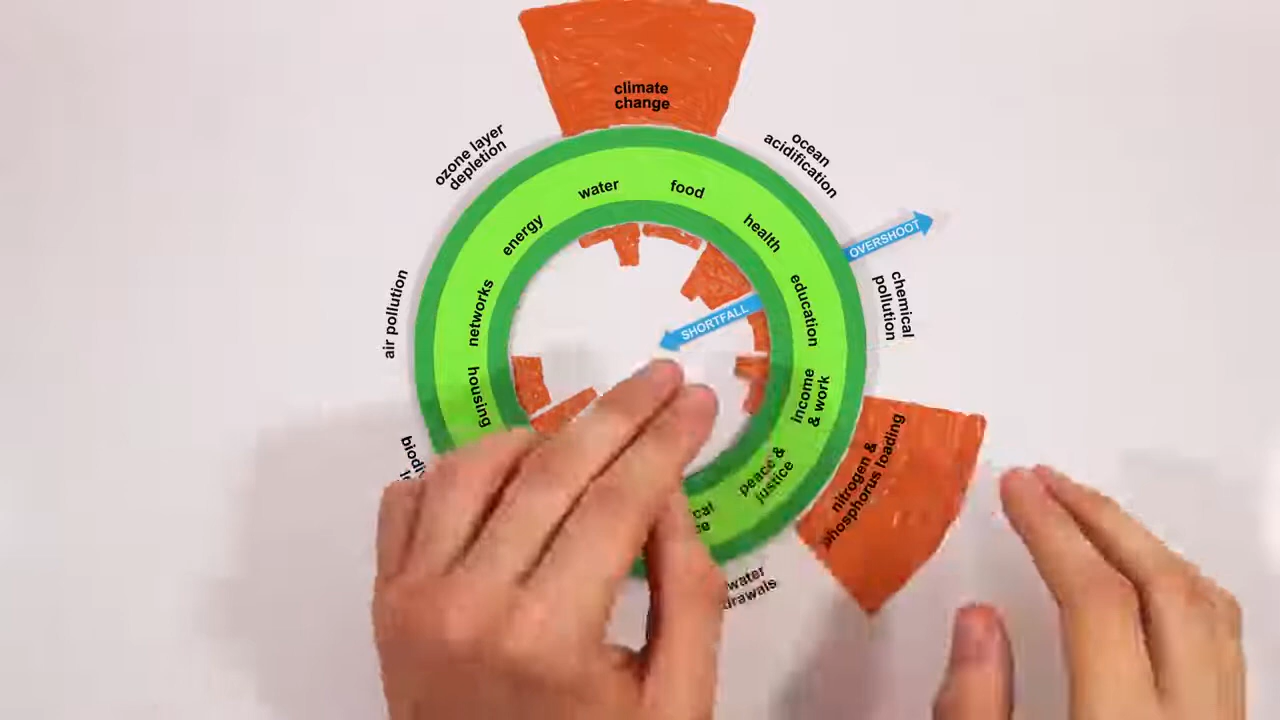 climate
change
ozone layer
depletion
ocean
acidification
water
food
energy
health
OVERSHOOT
air pollution
networks
SHORTFALL
education
chemical
pollution
housing
income
& work
nitrogen &
phosphorus loading
peace &
justice
water